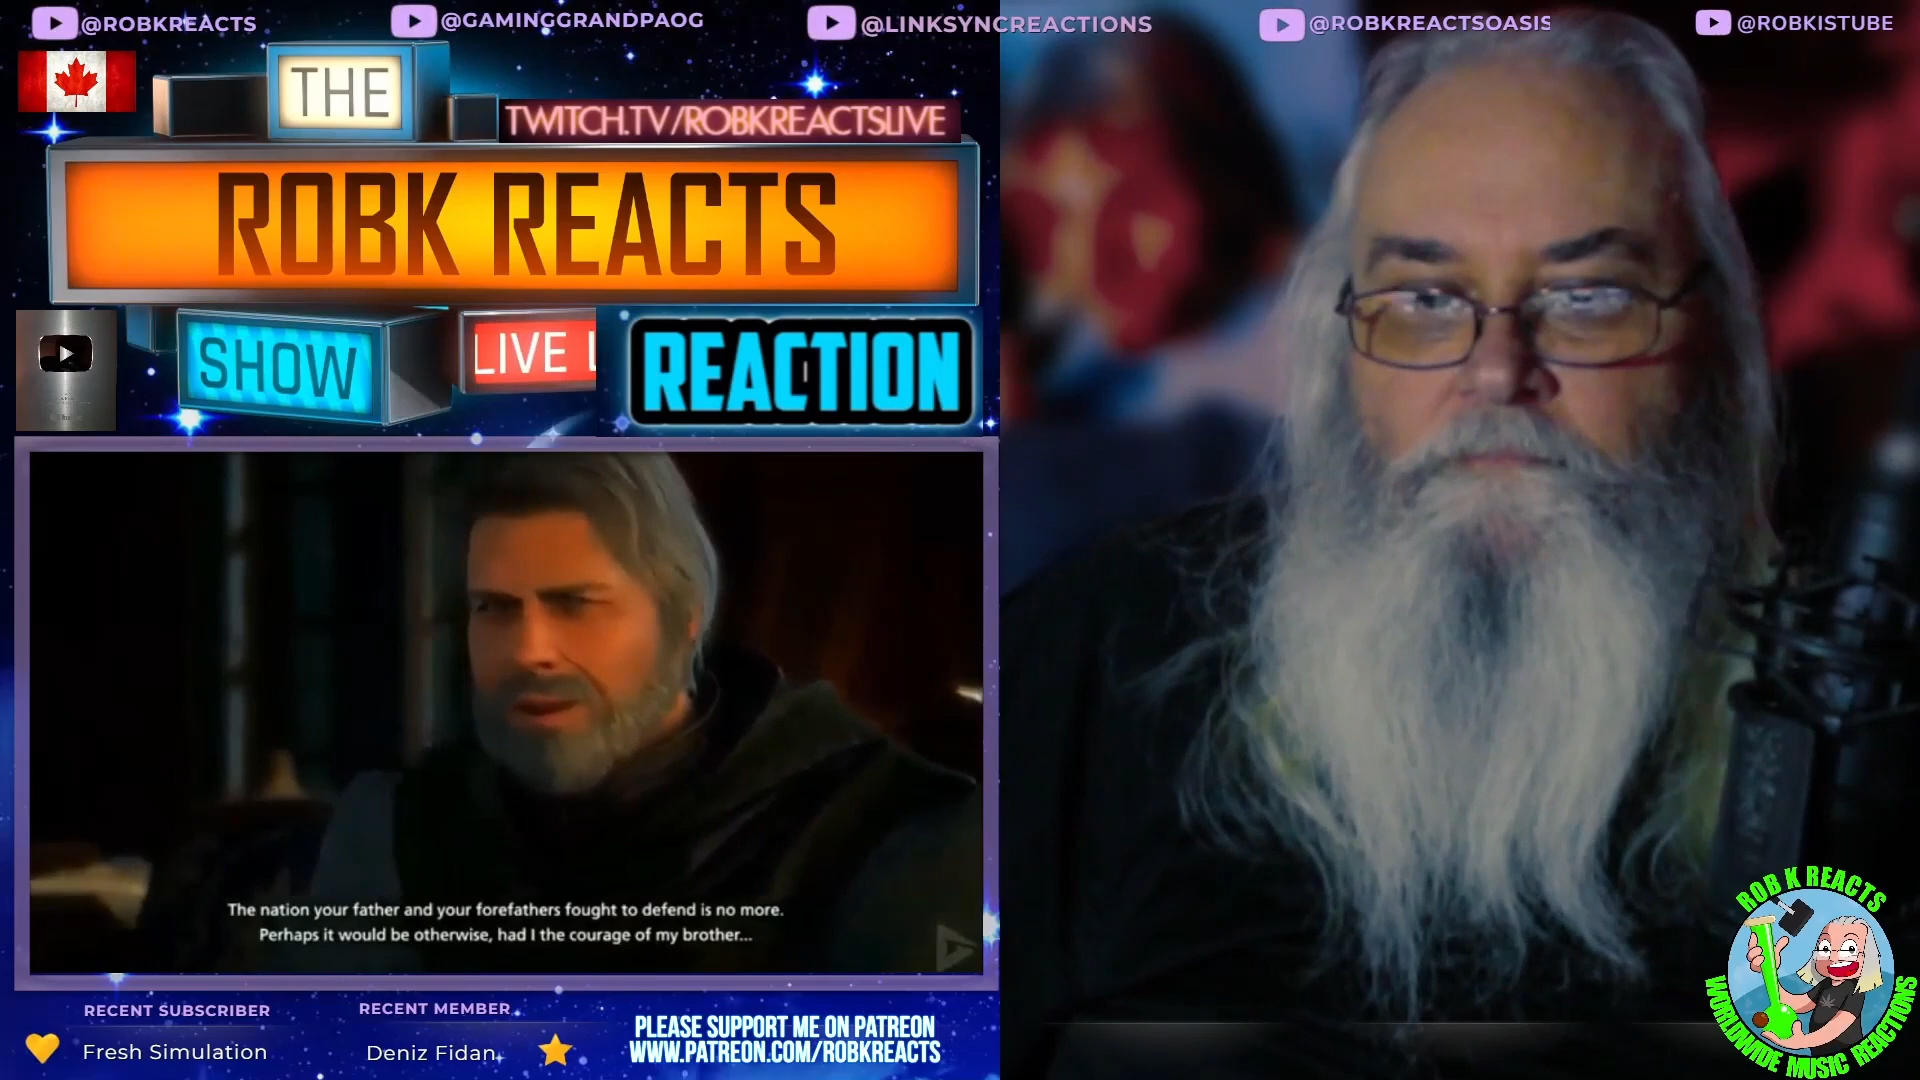 @ROBKREACTS
@GAMINGGRANDPAOG
@LINKSYNCREACTIONS
@ROBKREACTSOASIS
@ROBKISTUBE
THE
TWITCH.TV/ROBKREACTSLIVE
ROBK REACTS
SHOW
LIVE
REACTION
The nation your father and your forefathers fought to defend is no more.
Perhaps it would be otherwise, had I the courage of my brother...
RECENT SUBSCRIBER
Fresh Simulation
RECENT MEMBER
Deniz Fidan
PLEASE SUPPORT ME ON PATREON
WWW.PATREON.COM/ROBKREACTS
ROB K REACTS
WORLDWIDE MUSIC REACTIONS